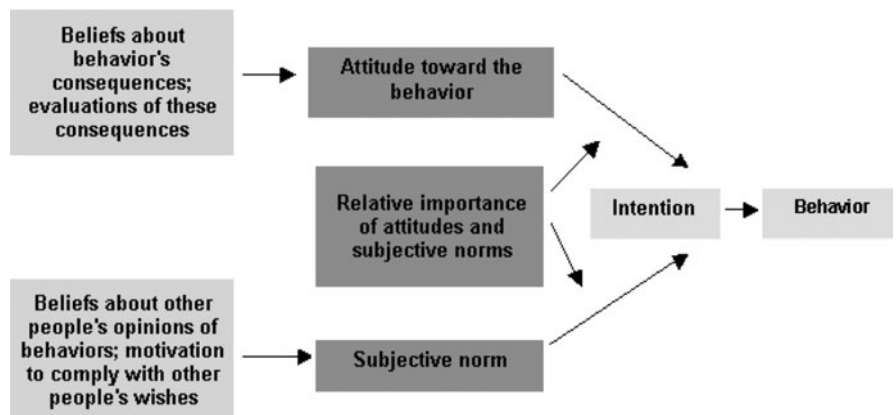 Beliefs about
behavior's
consequences;
evaluations of these
consequences
Attitude toward the
behavior
Relative importance
of attitudes and
subjective norms
Intention
Behavior
Beliefs about other
people's opinions of
behaviors; motivation
to comply with other
people's wishes
Subjective norm